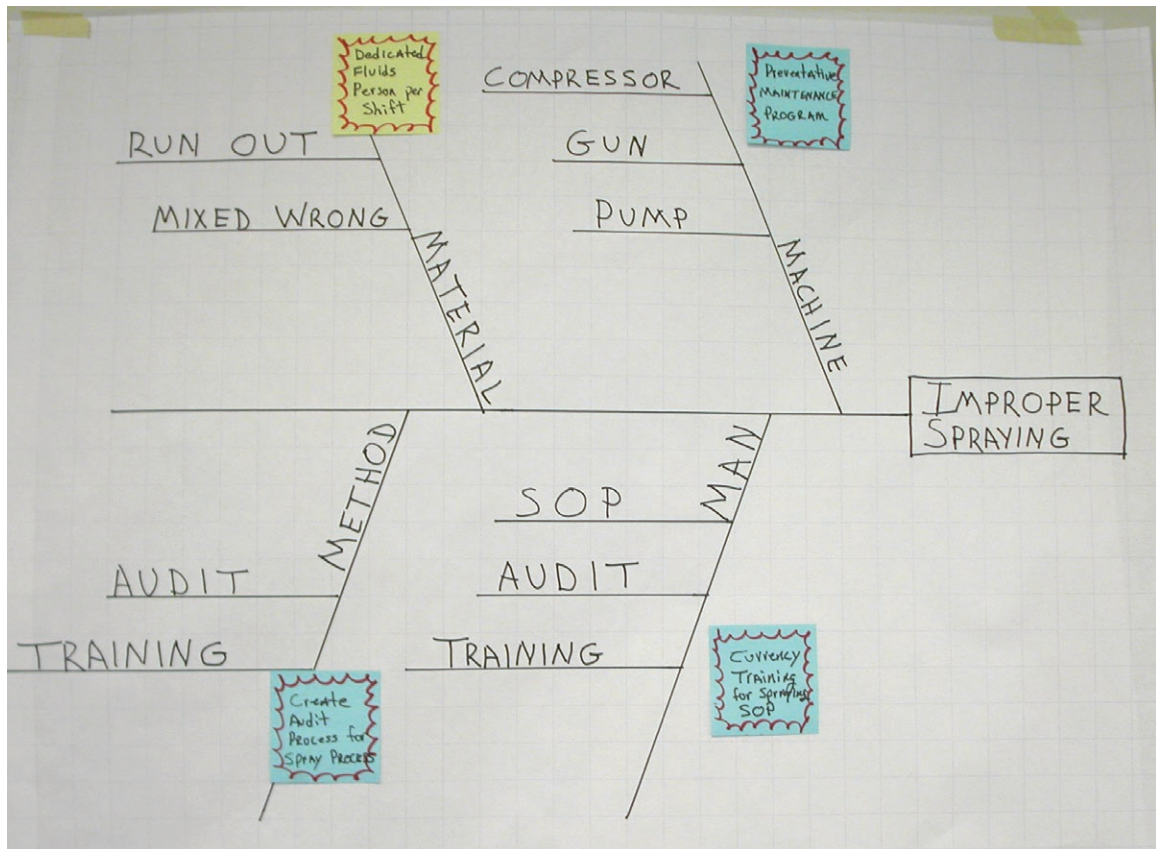 Dedicated
Fluids
Person per
Shift
RUN OUT
MIXED WRONG
MATERIAL
COMPRESSOR
GUN
PUMP
MACHINE
Preventative
MAINTENANCE
PROGRAM
IMPROPER
SPRAYING
METHOD
AUDIT
TRAINING
Create
Audit
Process for
SPRAY PROCESS
MAN
SOP
AUDIT
TRAINING
Currency
TRAINING
for Spraying
SOP